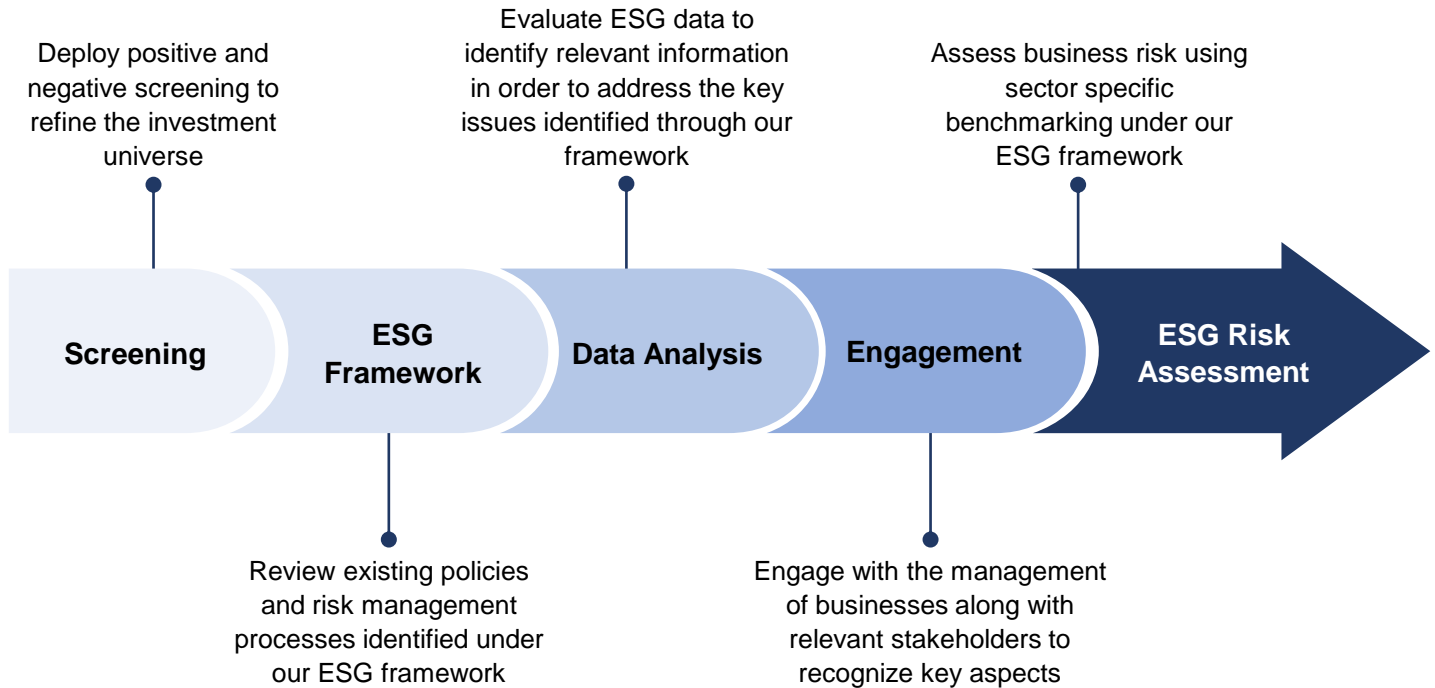 Deploy positive and
negative screening to
refine the investment
universe
Evaluate ESG data to
identify relevant information
in order to address the key
issues identified through our
framework
Assess business risk using
sector specific
benchmarking under our
ESG framework
Screening
ESG
Framework
Data Analysis
Engagement
ESG Risk
Assessment
Review existing policies
and risk management
processes identified under
our ESG framework
Engage with the management
of businesses along with
relevant stakeholders to
recognize key aspects